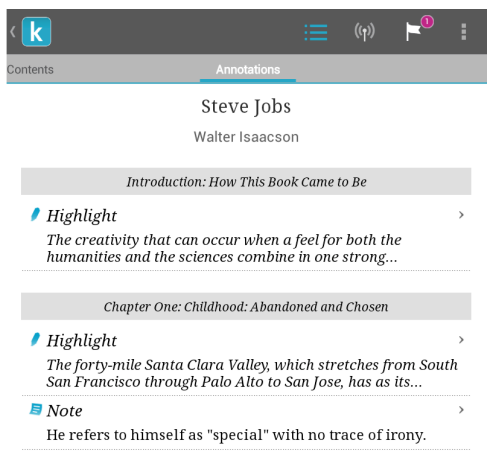 k
1
Contents
Annotations
Steve Jobs
Walter Isaacson
Introduction: How This Book Came to Be
Highlight
The creativity that can occur when a feel for both the
humanities and the sciences combine in one strong...
Chapter One: Childhood: Abandoned and Chosen
Highlight
The forty-mile Santa Clara Valley, which stretches from South
San Francisco through Palo Alto to San Jose, has as its...
Note
He refers to himself as "special" with no trace of irony.